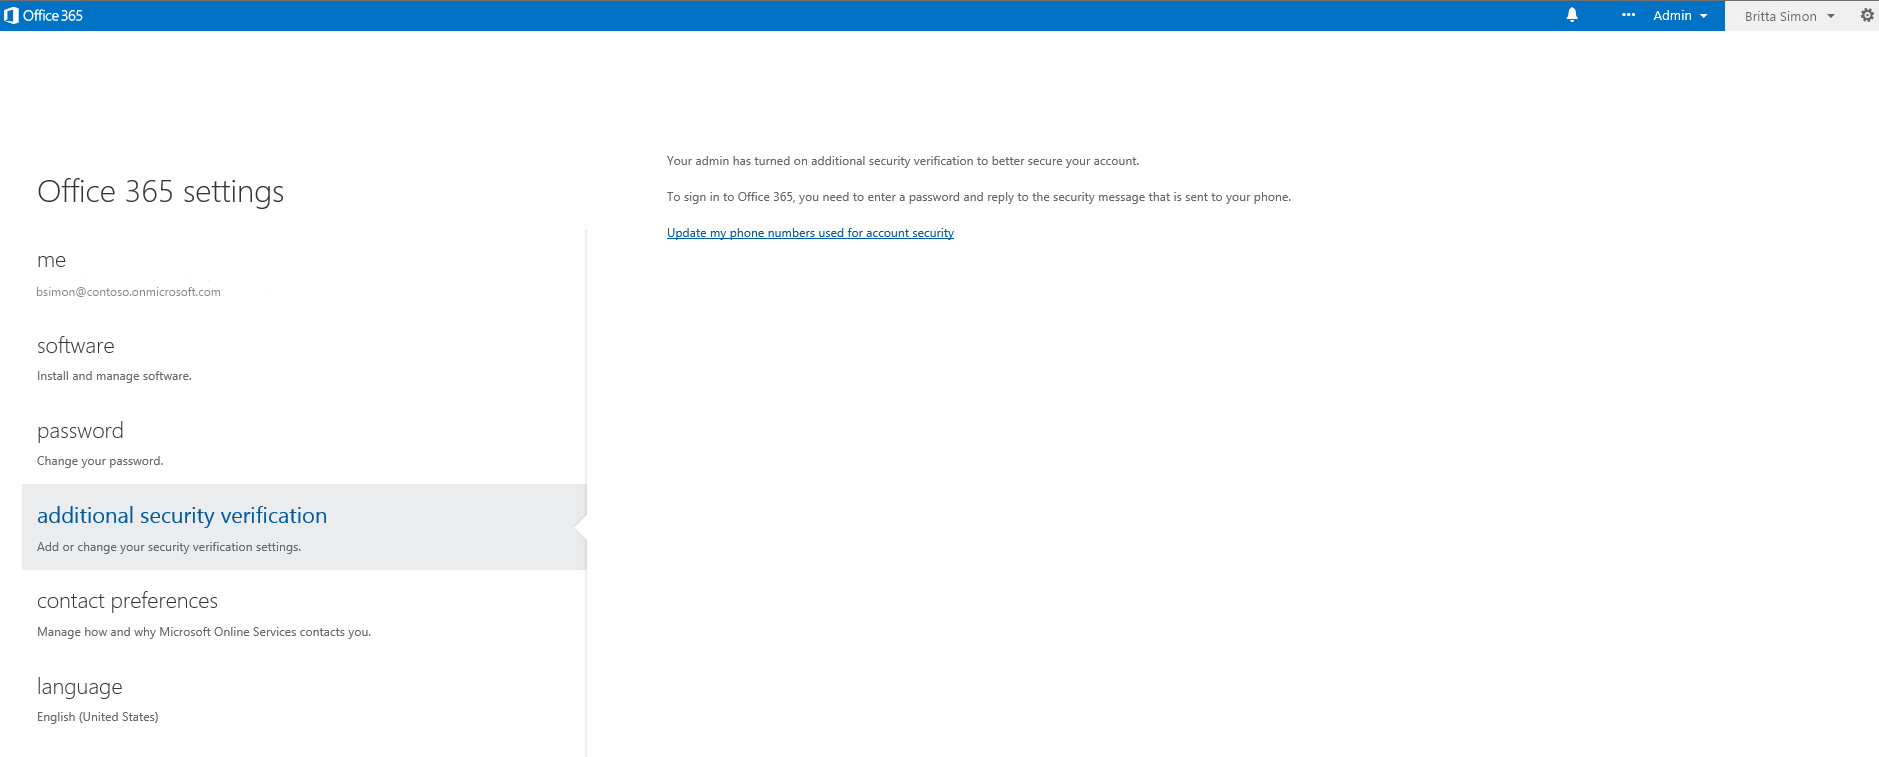 Office 365
Admin
Britta Simon
Office 365 settings
me
bsimon@contoso.onmicrosoft.com
software
Install and manage software.
password
Change your password.
additional security verification
Add or change your security verification settings.
contact preferences
Manage how and why Microsoft Online Services contacts you.
language
English (United States)
Your admin has turned on additional security verification to better secure your account.
To sign in to Office 365, you need to enter a password and reply to the security message that is sent to your phone.
Update my phone numbers used for account security